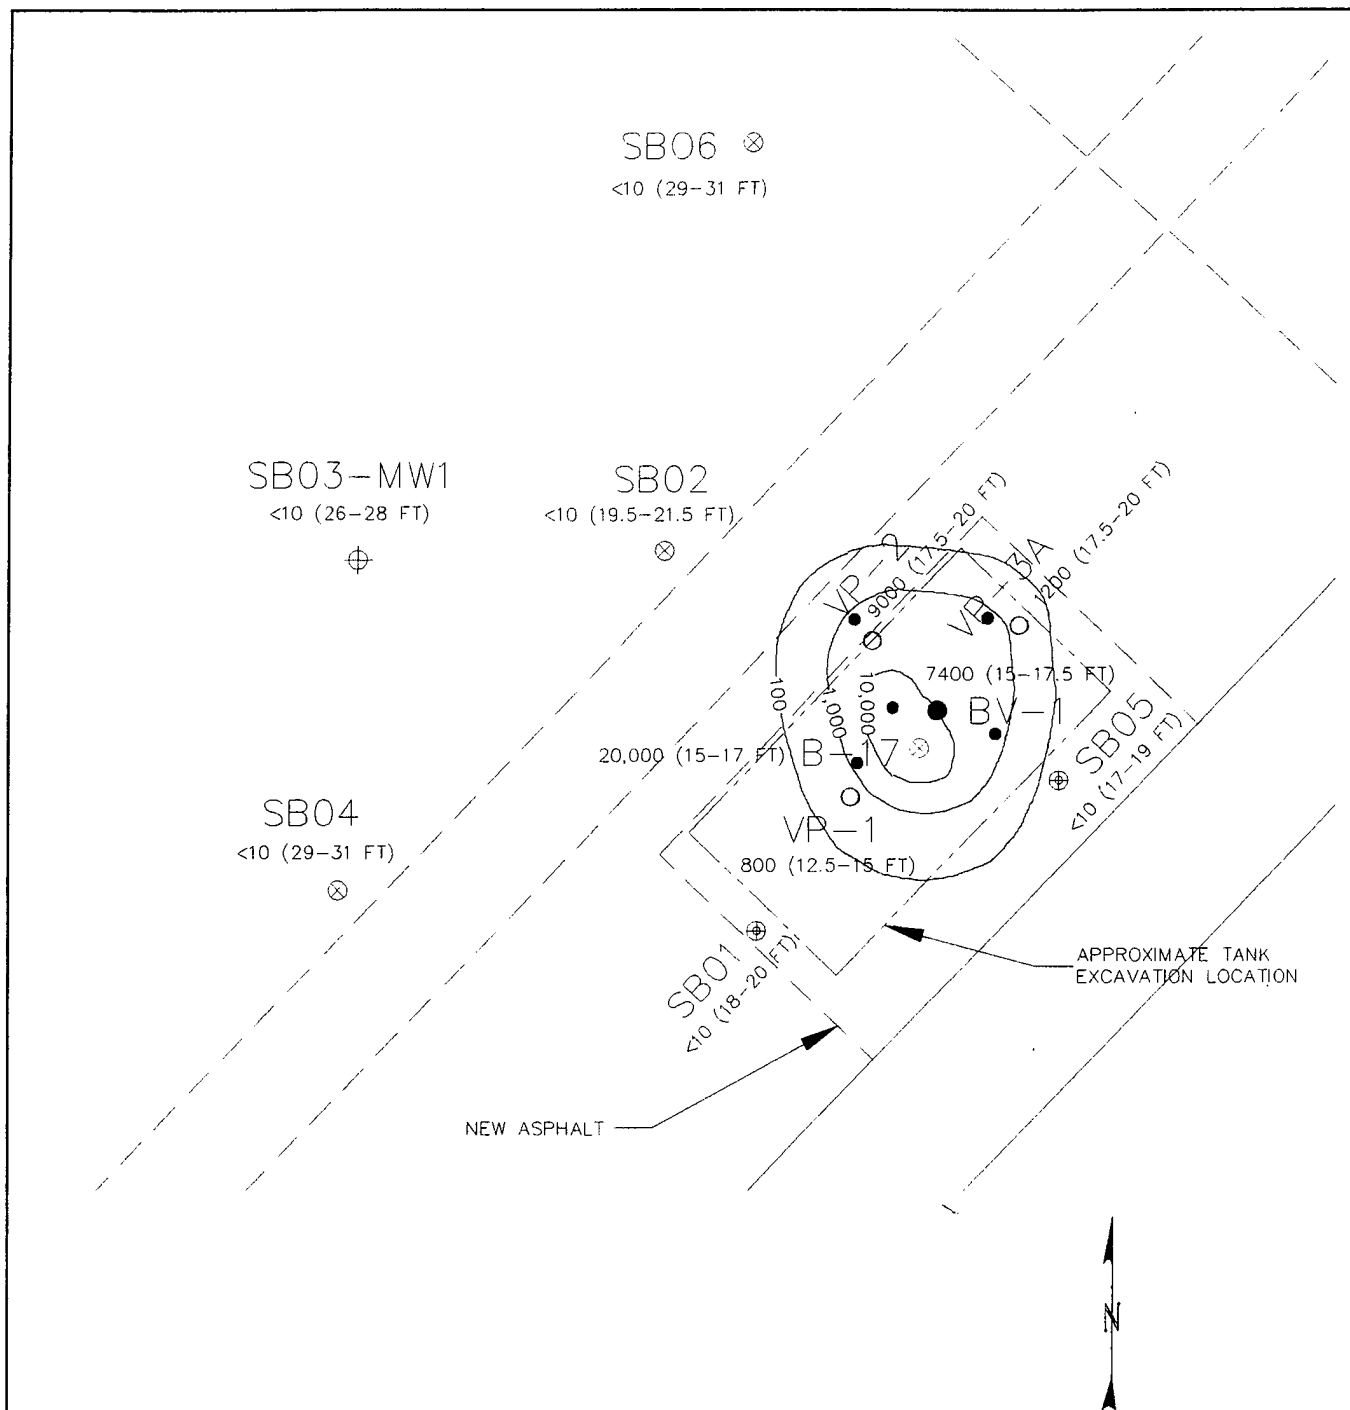 SB06
<10 (29-31 FT)
SB03-MW1
<10 (26-28 FT)
SB02
<10 (19.5-21.5 FT)
VP-2
9000 (17.5-20 FT)
VP-3A
1200 (17.5-20 FT)
7400 (15-17.5 FT)
BV-1
100
1,000
10,000
20,000 (15-17 FT)
B-17
SB05
<10 (17-19 FT)
SB04
<10 (29-31 FT)
VP-1
800 (12.5-15 FT)
SB01
<10 (18-20 FT)
APPROXIMATE TANK
EXCAVATION LOCATION
NEW ASPHALT
N